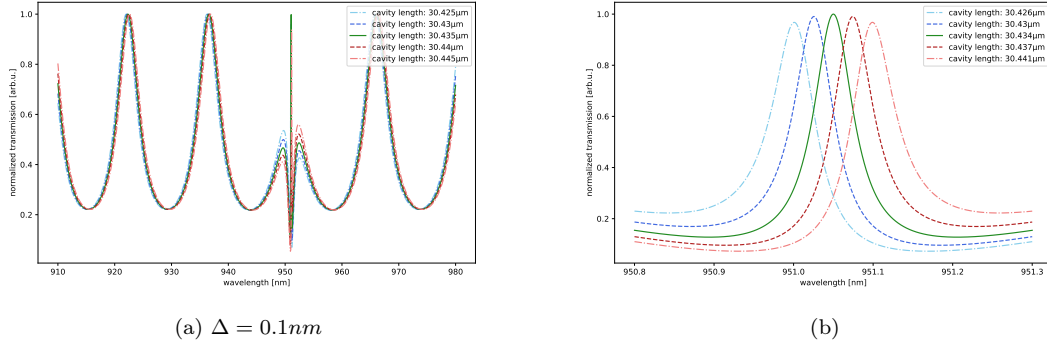 cavity length: 30.425μm
cavity length: 30.43μm
cavity length: 30.435μm
cavity length: 30.44μm
cavity length: 30.445μm
normalized transmission [arb.u.]
1.0
0.8
0.6
0.4
0.2
910 920 930 940 950 960 970 980
wavelength [nm]
(a) Δ = 0.1nm
cavity length: 30.426μm
cavity length: 30.43μm
cavity length: 30.434μm
cavity length: 30.437μm
cavity length: 30.441μm
normalized transmission [arb.u.]
1.0
0.8
0.6
0.4
0.2
950.8 950.9 951.0 951.1 951.2 951.3
wavelength [nm]
(b)